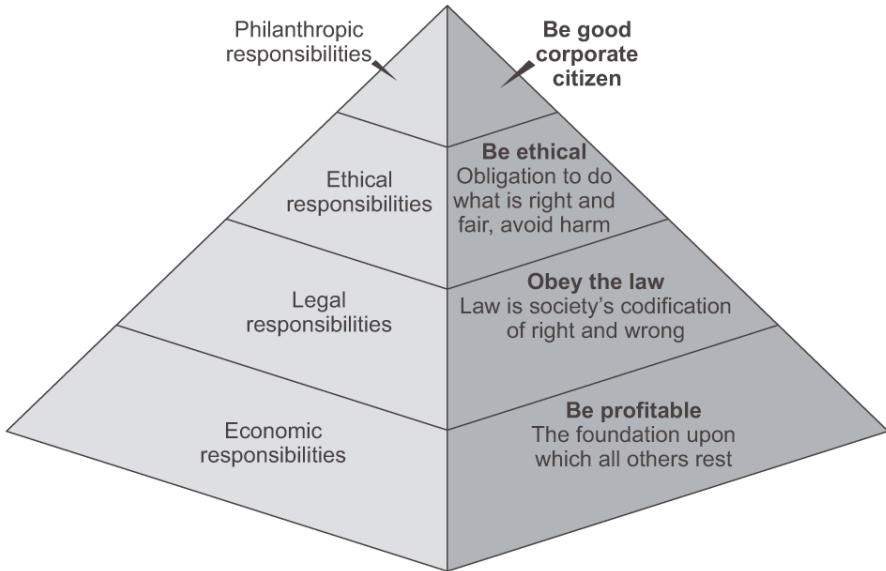 Philanthropic
responsibilities
Be good
corporate
citizen
Ethical
responsibilities
Be ethical
Obligation to do
what is right and
fair, avoid harm
Legal
responsibilities
Obey the law
Law is society’s codification
of right and wrong
Economic
responsibilities
Be profitable
The foundation upon
which all others rest